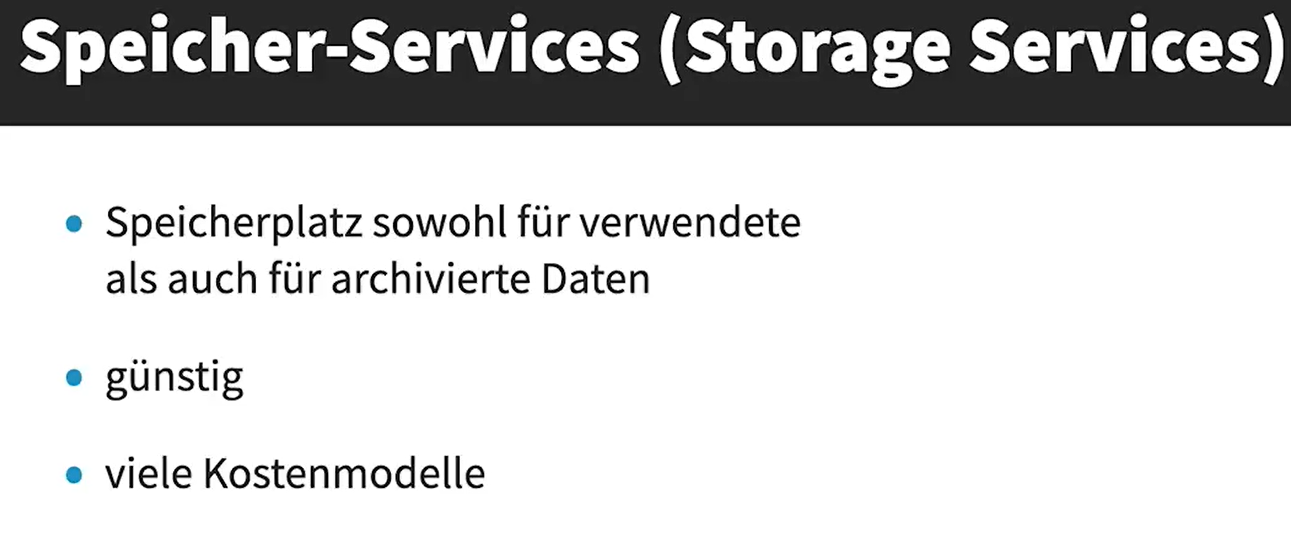 Speicher-Services (Storage Services)
• Speicherplatz sowohl für verwendete
als auch für archivierte Daten
• günstig
• viele Kostenmodelle